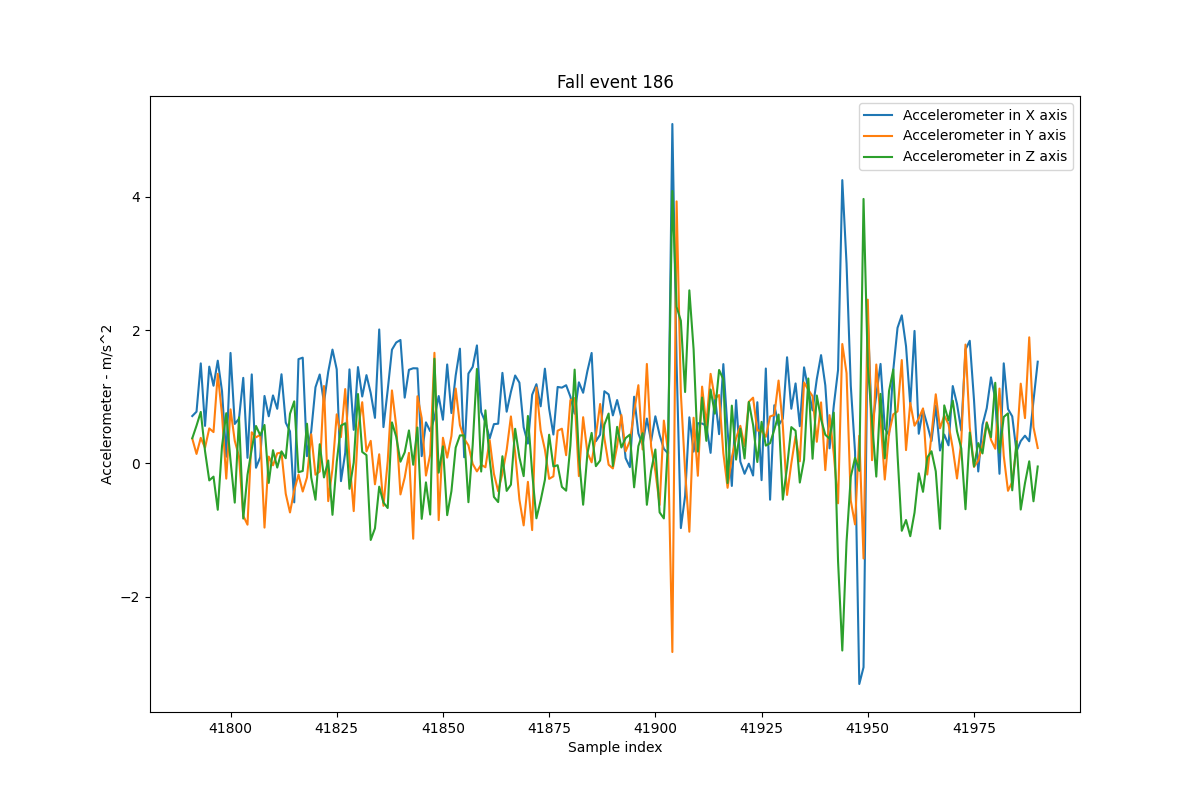 Fall event 186
Accelerometer in X axis
Accelerometer in Y axis
Accelerometer in Z axis
Accelerometer - m/s^2
4
2
0
−2
41800 41825 41850 41875 41900 41925 41950 41975
Sample index